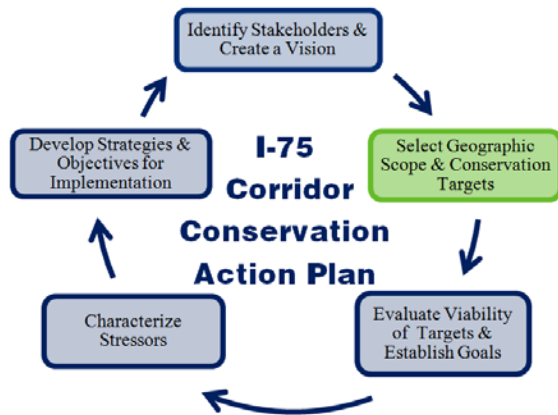 Identify Stakeholders &
Create a Vision
Select Geographic
Scope & Conservation
Targets
Evaluate Viability
of Targets &
Establish Goals
Characterize
Stressors
Develop Strategies &
Objectives for
Implementation
I-75
Corridor
Conservation
Action Plan